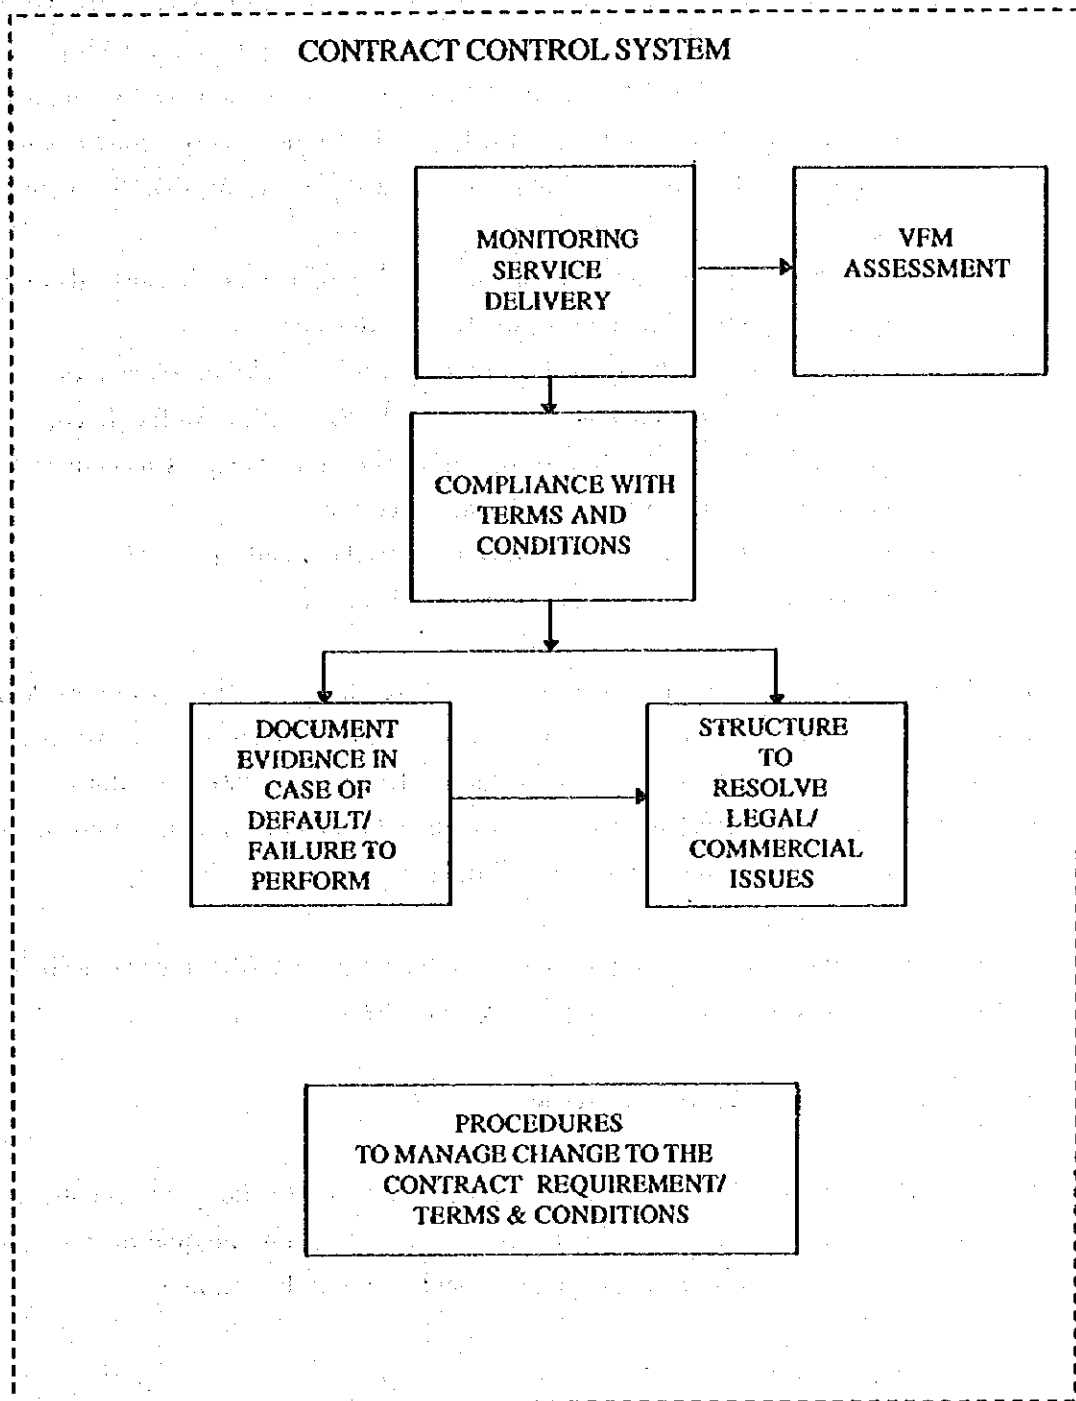 CONTRACT CONTROL SYSTEM
MONITORING
SERVICE
DELIVERY
VFM
ASSESSMENT
COMPLIANCE WITH
TERMS AND
CONDITIONS
DOCUMENT
EVIDENCE IN
CASE OF
DEFAULT/
FAILURE TO
PERFORM
STRUCTURE
TO
RESOLVE
LEGAL/
COMMERCIAL
ISSUES
PROCEDURES
TO MANAGE CHANGE TO THE
CONTRACT REQUIREMENT/
TERMS & CONDITIONS